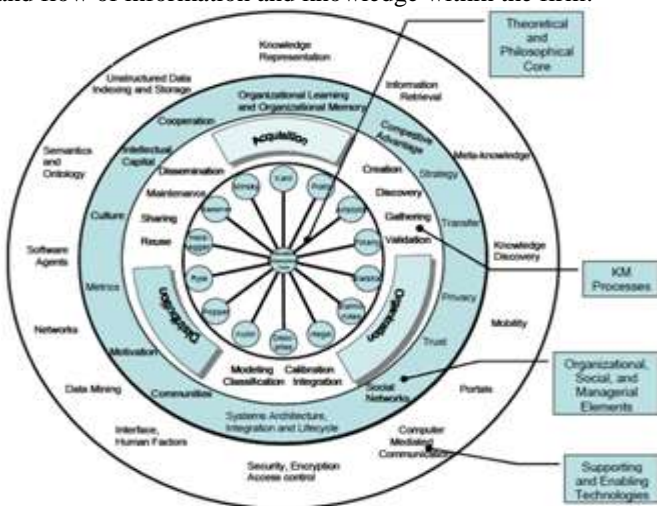 and flow of information and knowledge within the firm.
Theoretical
and
Philosophical
Core
Knowledge
Representation
Unstructured Data
Indexing and Storage
Information
Retrieval
Organizational Learning
and Organizational Memory
Cooperation
Competitive
Advantage
Acquisition
Intellectual
Capital
Strategy
Semantics
and
Ontology
Meta-knowledge
Dissemination
Creation
Maintenance
Discovery
Culture
Sharing
Gathering
Transfer
Reuse
Validation
Software
Agents
Knowledge
Discovery
KM
Processes
Metrics
Privacy
Distribution
Organization
Networks
Mobility
Motivation
Trust
Popper
Hegel
Modeling
Classification
Calibration
Integration
Organizational,
Social, and
Managerial
Elements
Data Mining
Communities
Social
Networks
Portals
Systems Architecture,
Integration and Lifecycle
Interface,
Human Factors
Computer
Mediated
Communication
Security, Encryption
Access control
Supporting
and Enabling
Technologies